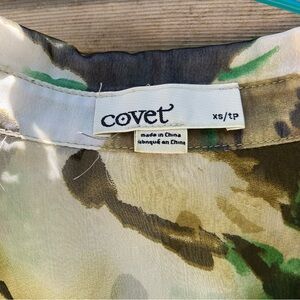 covet
xs/tp
made in China
fabriqué en Chine